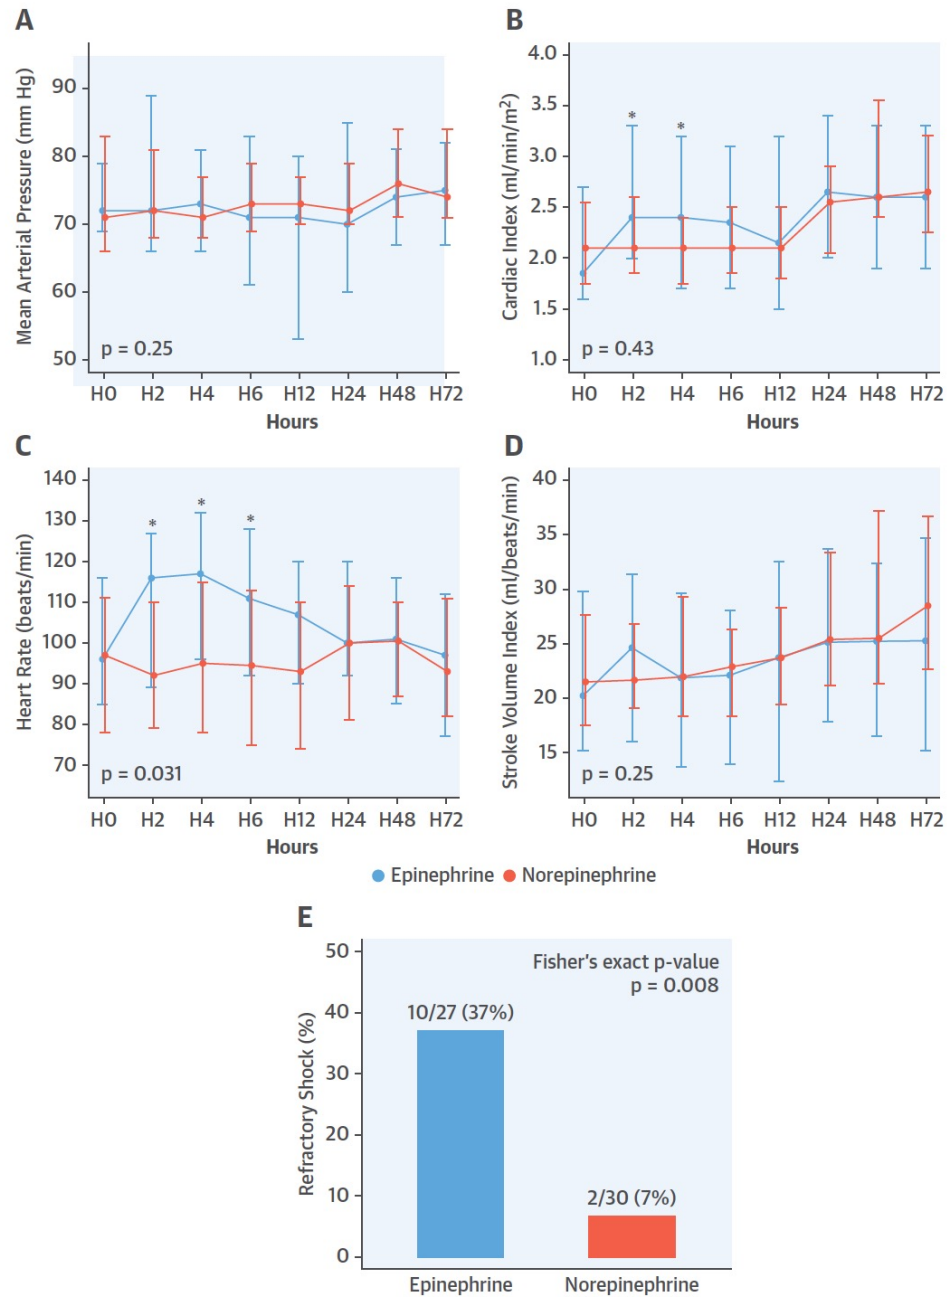 A
Mean Arterial Pressure (mm Hg)
90
80
70
60
50
p = 0.25
H0 H2 H4 H6 H12 H24 H48 H72
Hours
B
Cardiac Index (ml/min/m²)
4.0
3.5
3.0
2.5
2.0
1.5
1.0
* *
p = 0.43
H0 H2 H4 H6 H12 H24 H48 H72
Hours
C
Heart Rate (beats/min)
140
130
120
110
100
90
80
70
* * *
p = 0.031
H0 H2 H4 H6 H12 H24 H48 H72
Hours
D
Stroke Volume Index (ml/beats/min)
40
35
30
25
20
15
p = 0.25
H0 H2 H4 H6 H12 H24 H48 H72
Hours
Epinephrine Norepinephrine
E
Refractory Shock (%)
50
40
30
20
10
0
Fisher's exact p-value
p = 0.008
10/27 (37%)
2/30 (7%)
Epinephrine Norepinephrine